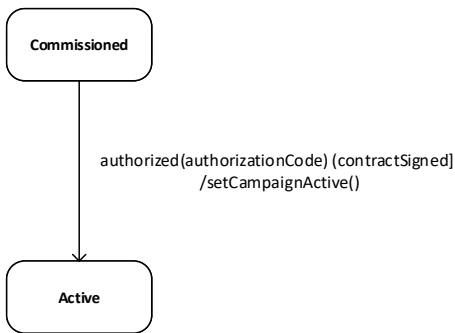 Commissioned
authorized(authorizationCode) (contractSigned]
/setCampaignActive()
Active